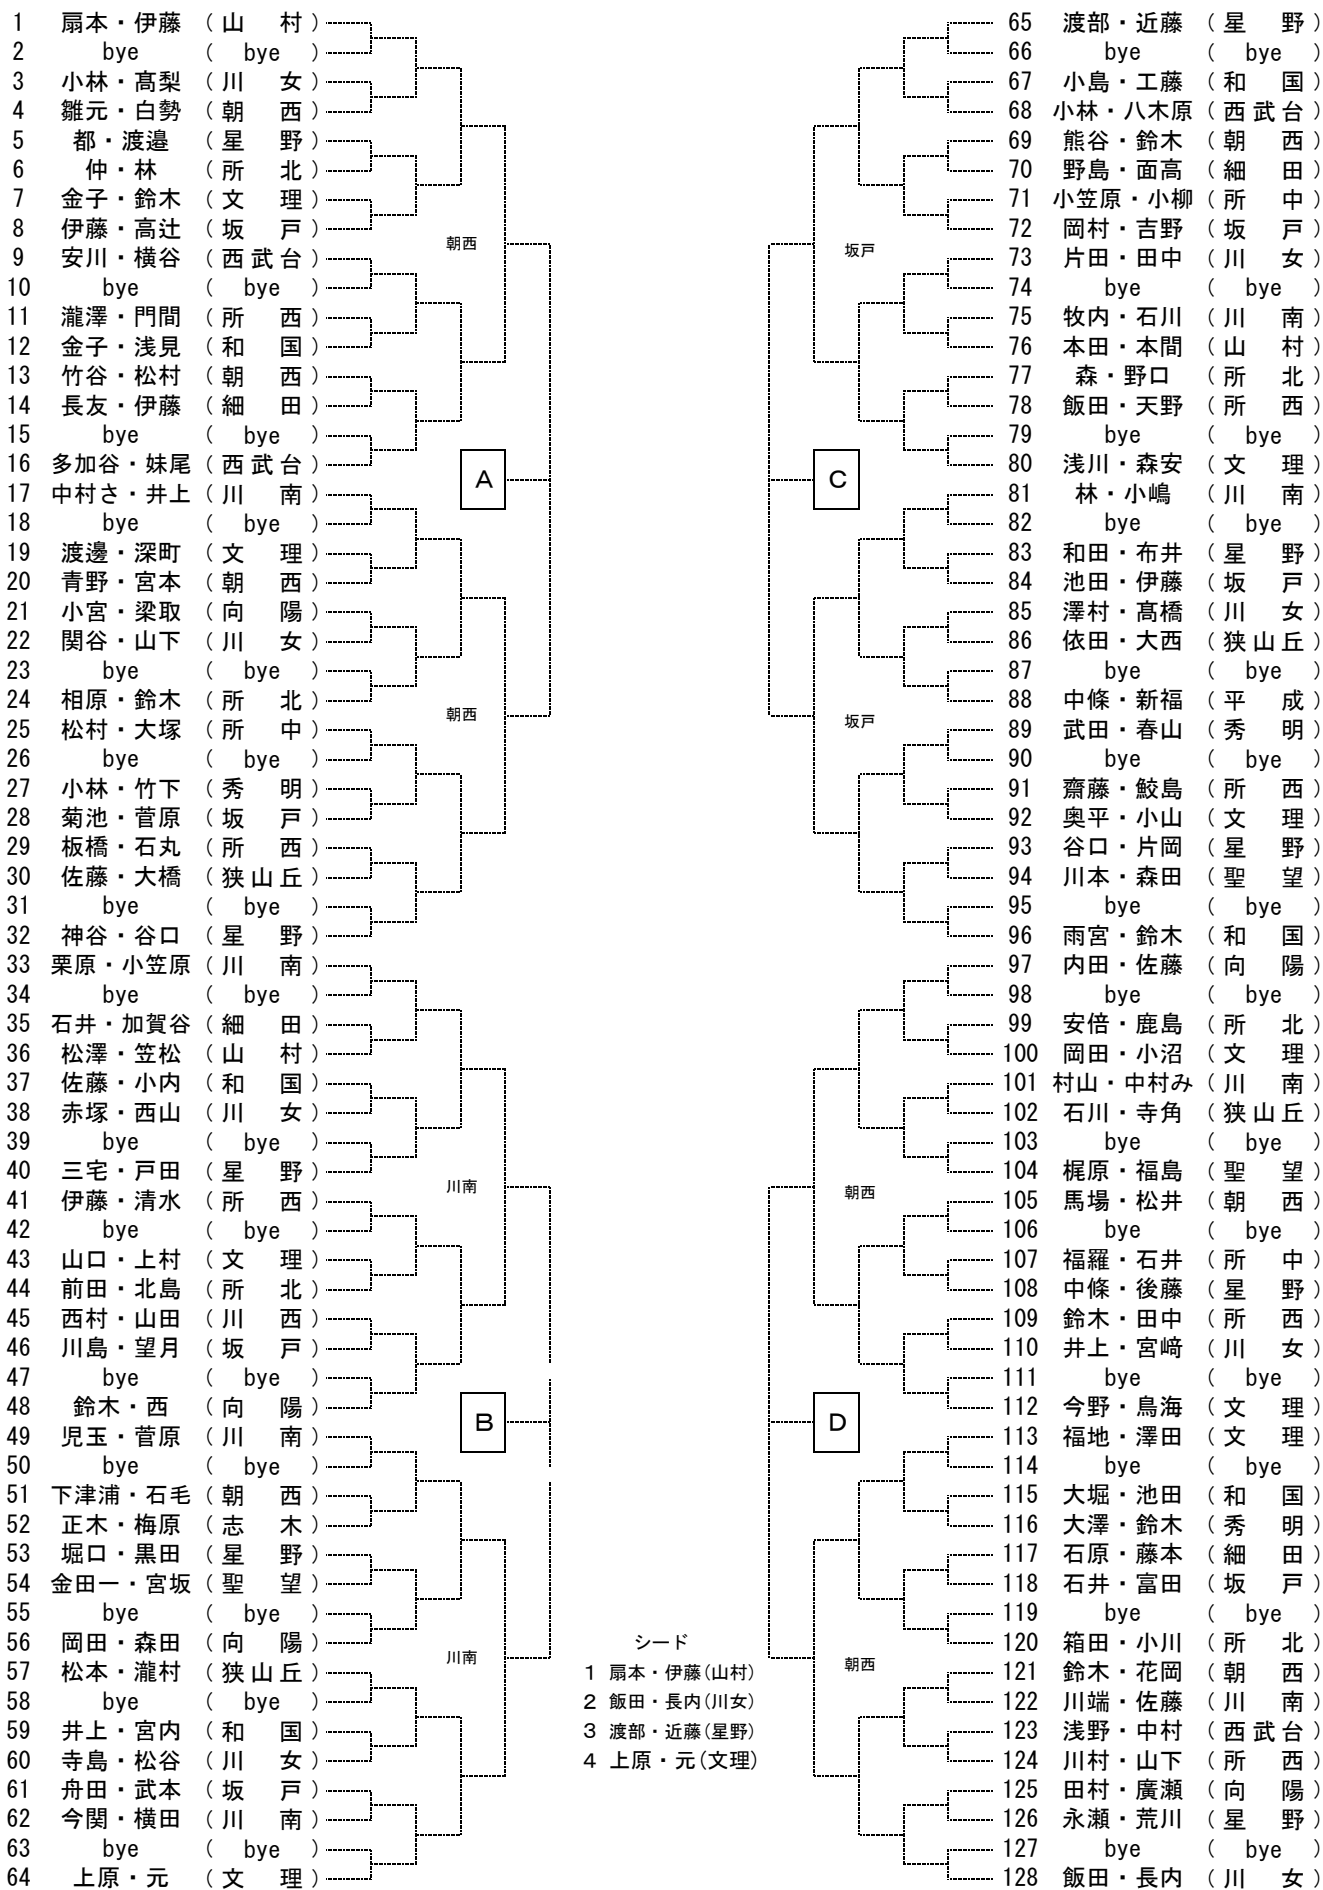 1 扇本・伊藤 (山 村)
2 bye ( bye )
3 小林・髙梨 (川 女)
4 雛元・白勢 (朝 西)
5 都・渡邉 (星 野)
6 仲・林 (所 北)
7 金子・鈴木 (文 理)
8 伊藤・高辻 (坂 戸)
9 安川・横谷 (西武台)
10 bye ( bye )
11 瀧澤・門間 (所 西)
12 金子・浅見 (和 国)
13 竹谷・松村 (朝 西)
14 長友・伊藤 (細 田)
15 bye ( bye )
16 多加谷・妹尾 (西武台)
17 中村さ・井上 (川 南)
18 bye ( bye )
19 渡邊・深町 (文 理)
20 青野・宮本 (朝 西)
21 小宮・梁取 (向 陽)
22 関谷・山下 (川 女)
23 bye ( bye )
24 相原・鈴木 (所 北)
25 松村・大塚 (所 中)
26 bye ( bye )
27 小林・竹下 (秀 明)
28 菊池・菅原 (坂 戸)
29 板橋・石丸 (所 西)
30 佐藤・大橋 (狭山丘)
31 bye ( bye )
32 神谷・谷口 (星 野)
33 栗原・小笠原 (川 南)
34 bye ( bye )
35 石井・加賀谷 (細 田)
36 松澤・笠松 (山 村)
37 佐藤・小内 (和 国)
38 赤塚・西山 (川 女)
39 bye ( bye )
40 三宅・戸田 (星 野)
41 伊藤・清水 (所 西)
42 bye ( bye )
43 山口・上村 (文 理)
44 前田・北島 (所 北)
45 西村・山田 (川 西)
46 川島・望月 (坂 戸)
47 bye ( bye )
48 鈴木・西 (向 陽)
49 児玉・菅原 (川 南)
50 bye ( bye )
51 下津浦・石毛 (朝 西)
52 正木・梅原 (志 木)
53 堀口・黒田 (星 野)
54 金田一・宮坂 (聖 望)
55 bye ( bye )
56 岡田・森田 (向 陽)
57 松本・瀧村 (狭山丘)
58 bye ( bye )
59 井上・宮内 (和 国)
60 寺島・松谷 (川 女)
61 舟田・武本 (坂 戸)
62 今関・横田 (川 南)
63 bye ( bye )
64 上原・元 (文 理)
朝西
A
朝西
川南
B
川南
シード
1 扇本・伊藤(山村)
2 飯田・長内(川女)
3 渡部・近藤(星野)
4 上原・元(文理)
坂戸
C
坂戸
朝西
D
朝西
65 渡部・近藤 (星 野)
66 bye ( bye )
67 小島・工藤 (和 国)
68 小林・八木原 (西武台)
69 熊谷・鈴木 (朝 西)
70 野島・面高 (細 田)
71 小笠原・小柳 (所 中)
72 岡村・吉野 (坂 戸)
73 片田・田中 (川 女)
74 bye ( bye )
75 牧内・石川 (川 南)
76 本田・本間 (山 村)
77 森・野口 (所 北)
78 飯田・天野 (所 西)
79 bye ( bye )
80 浅川・森安 (文 理)
81 林・小嶋 (川 南)
82 bye ( bye )
83 和田・布井 (星 野)
84 池田・伊藤 (坂 戸)
85 澤村・髙橋 (川 女)
86 依田・大西 (狭山丘)
87 bye ( bye )
88 中條・新福 (平 成)
89 武田・春山 (秀 明)
90 bye ( bye )
91 齋藤・鮫島 (所 西)
92 奥平・小山 (文 理)
93 谷口・片岡 (星 野)
94 川本・森田 (聖 望)
95 bye ( bye )
96 雨宮・鈴木 (和 国)
97 内田・佐藤 (向 陽)
98 bye ( bye )
99 安倍・鹿島 (所 北)
100 岡田・小沼 (文 理)
101 村山・中村み (川 南)
102 石川・寺角 (狭山丘)
103 bye ( bye )
104 梶原・福島 (聖 望)
105 馬場・松井 (朝 西)
106 bye ( bye )
107 福羅・石井 (所 中)
108 中條・後藤 (星 野)
109 鈴木・田中 (所 西)
110 井上・宮﨑 (川 女)
111 bye ( bye )
112 今野・鳥海 (文 理)
113 福地・澤田 (文 理)
114 bye ( bye )
115 大堀・池田 (和 国)
116 大澤・鈴木 (秀 明)
117 石原・藤本 (細 田)
118 石井・富田 (坂 戸)
119 bye ( bye )
120 箱田・小川 (所 北)
121 鈴木・花岡 (朝 西)
122 川端・佐藤 (川 南)
123 浅野・中村 (西武台)
124 川村・山下 (所 西)
125 田村・廣瀬 (向 陽)
126 永瀬・荒川 (星 野)
127 bye ( bye )
128 飯田・長内 (川 女)